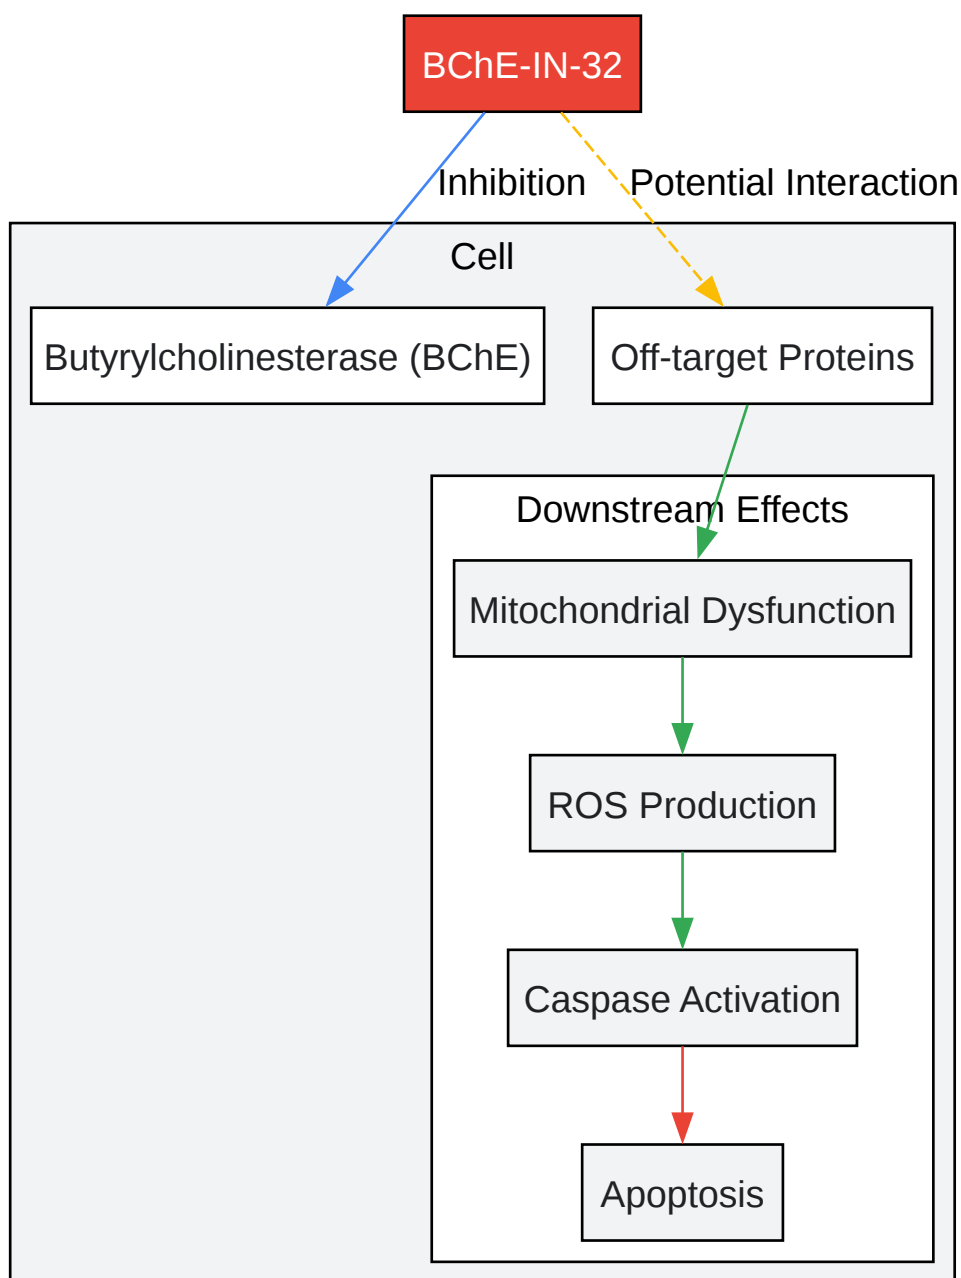 BChE-IN-32
Inhibition
Potential Interaction
Cell
Butyrylcholinesterase (BChE)
Off-target Proteins
Downstream Effects
Mitochondrial Dysfunction
ROS Production
Caspase Activation
Apoptosis